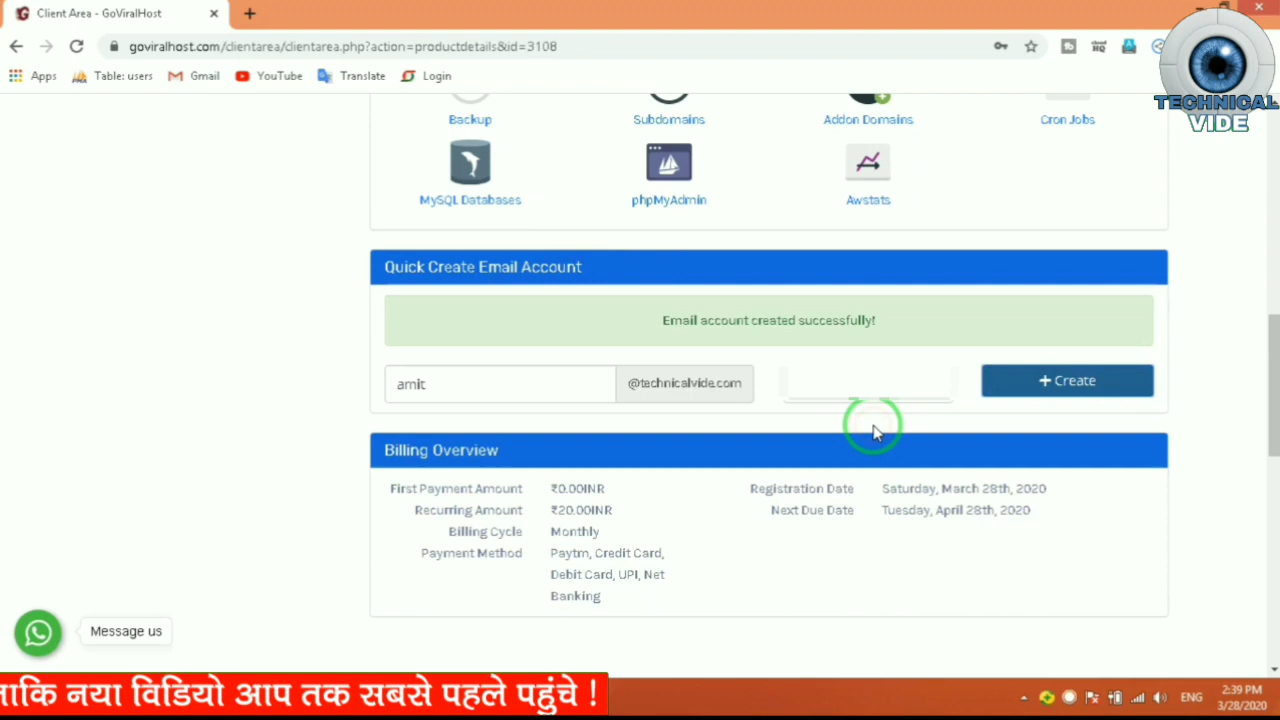 Client Area - GoViralHost
goviralhost.com/clientarea/clientarea.php?action=productdetails&id=3108
Apps Table: users Gmail YouTube Translate Login
TECHNICAL
VIDE
Backup Subdomains Addon Domains Cron Jobs
MySQL Databases phpMyAdmin Awstats
Quick Create Email Account
Email account created successfully!
amit @technicalvide.com + Create
Billing Overview
First Payment Amount ₹0.00INR Registration Date Saturday, March 28th, 2020
Recurring Amount ₹20.00INR Next Due Date Tuesday, April 28th, 2020
Billing Cycle Monthly
Payment Method Paytm, Credit Card,
Debit Card, UPI, Net
Banking
Message us
नया विडियो आप तक सबसे पहले पहुंचे !
ENG 2:39 PM
3/28/2020